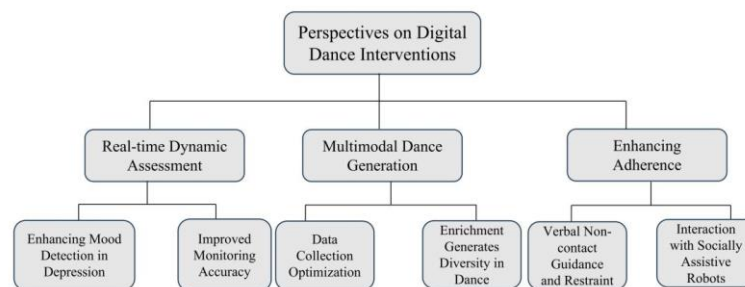 Perspectives on Digital
Dance Interventions
Real-time Dynamic
Assessment
Multimodal Dance
Generation
Enhancing
Adherence
Enhancing Mood
Detection in
Depression
Improved
Monitoring
Accuracy
Data
Collection
Optimization
Enrichment
Generates
Diversity in
Dance
Verbal Non-
contact
Guidance
and Restraint
Interaction
with Socially
Assistive
Robots